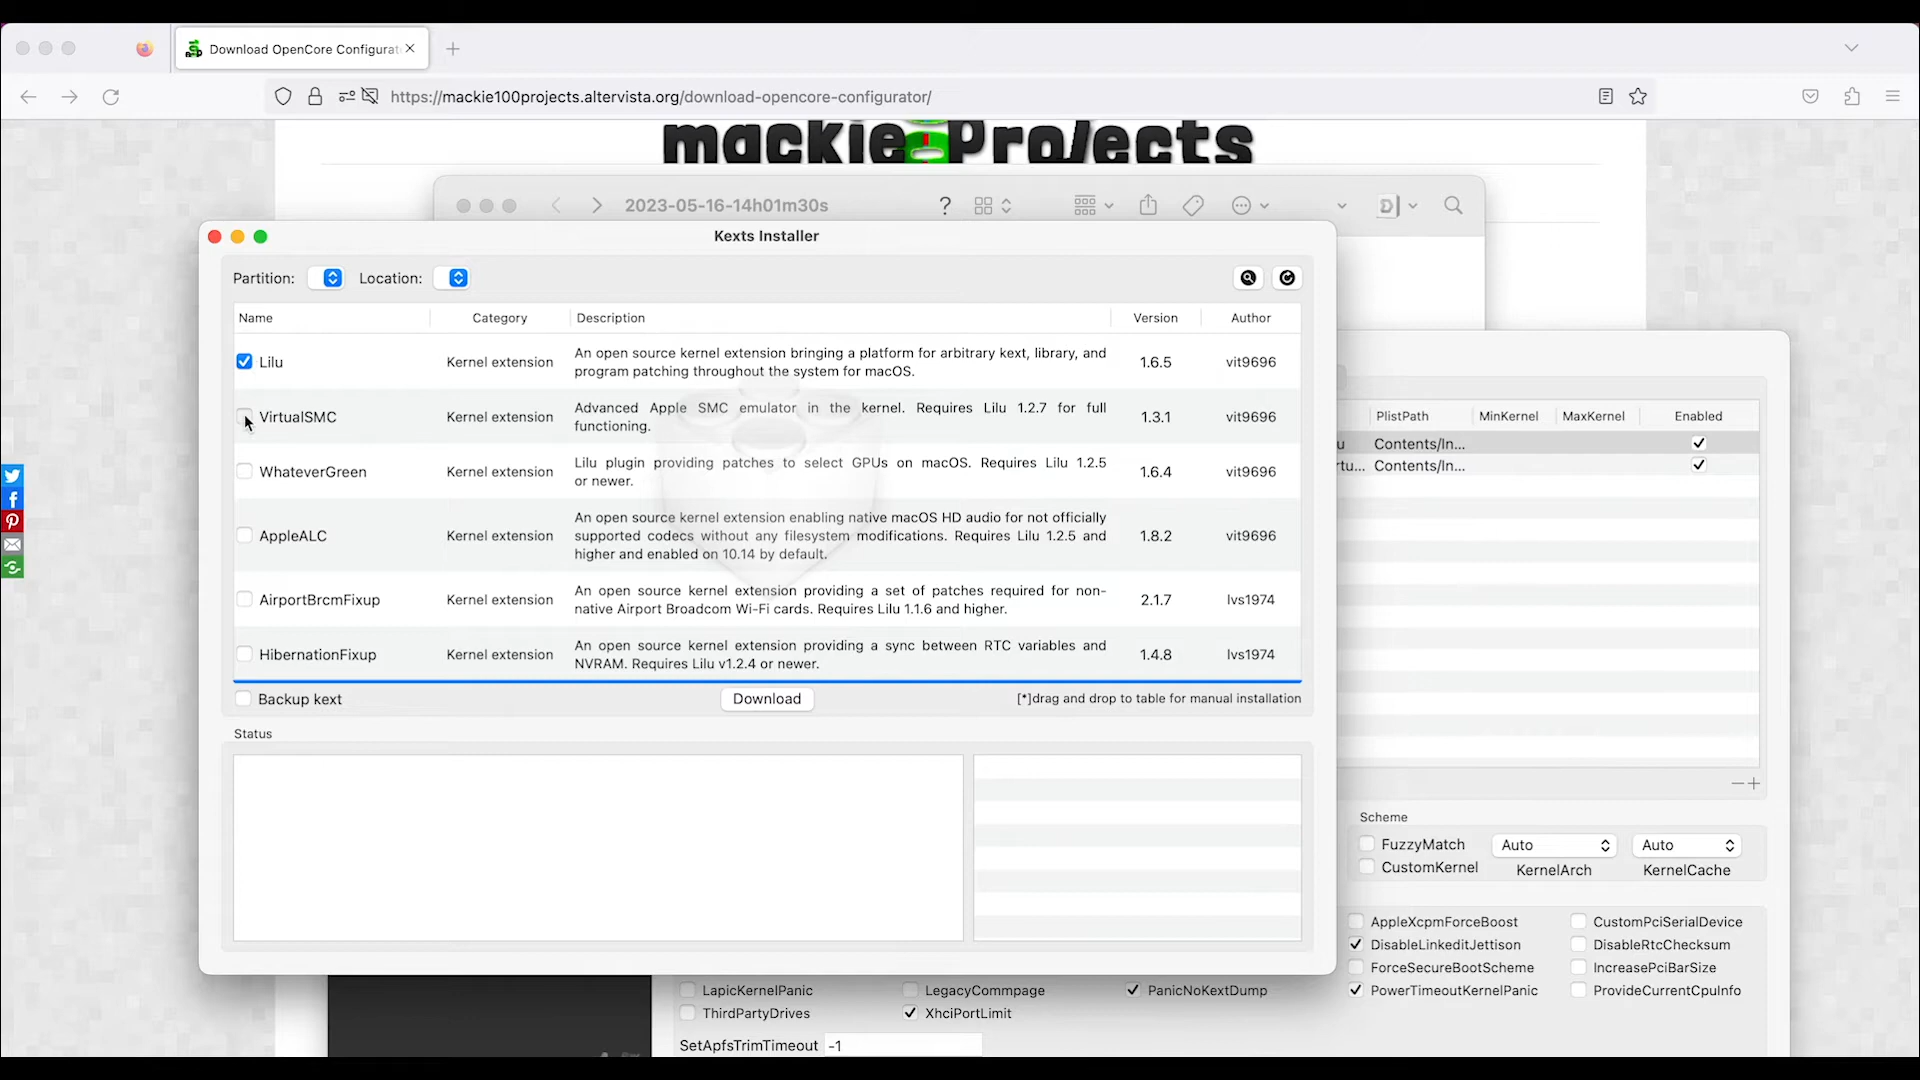 Download OpenCore Configurat
https://mackie100projects.altervista.org/download-opencore-configurator/
mackie Projects
2023-05-16-14h01m30s
Kexts Installer
Partition: Location:
Name Category Description Version Author
Lilu Kernel extension An open source kernel extension bringing a platform for arbitrary kext, library, and 1.6.5 vit9696
program patching throughout the system for macOS.
VirtualSMC Kernel extension Advanced Apple SMC emulator in the kernel. Requires Lilu 1.2.7 for full 1.3.1 vit9696
functioning.
WhateverGreen Kernel extension Lilu plugin providing patches to select GPUs on macOS. Requires Lilu 1.2.5 1.6.4 vit9696
or newer.
An open source kernel extension enabling native macOS HD audio for not officially
AppleALC Kernel extension supported codecs without any filesystem modifications. Requires Lilu 1.2.5 and 1.8.2 vit9696
higher and enabled on 10.14 by default.
AirportBrcmFixup Kernel extension An open source kernel extension providing a set of patches required for non- 2.1.7 lvs1974
native Airport Broadcom Wi-Fi cards. Requires Lilu 1.1.6 and higher.
HibernationFixup Kernel extension An open source kernel extension providing a sync between RTC variables and 1.4.8 lvs1974
NVRAM. Requires Lilu v1.2.4 or newer.
Backup kext Download [*]drag and drop to table for manual installation
Status
PlistPath MinKernel MaxKernel Enabled
u Contents/In...
rtu... Contents/In...
Scheme
FuzzyMatch Auto Auto
CustomKernel KernelArch KernelCache
AppleXcpmForceBoost CustomPciSerialDevice
DisableLinkeditJettison DisableRtcChecksum
ForceSecureBootScheme IncreasePciBarSize
LapicKernelPanic LegacyCommpage PanicNoKextDump PowerTimeoutKernelPanic ProvideCurrentCpuInfo
ThirdPartyDrives XhciPortLimit
SetApfsTrimTimeout -1